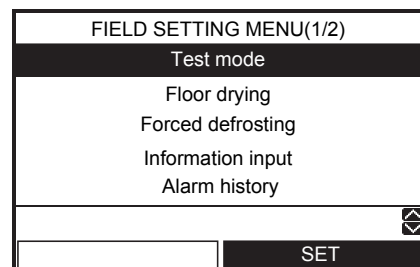 FIELD SETTING MENU(1/2)
Test mode
Floor drying
Forced defrosting
Information input
Alarm history
SET